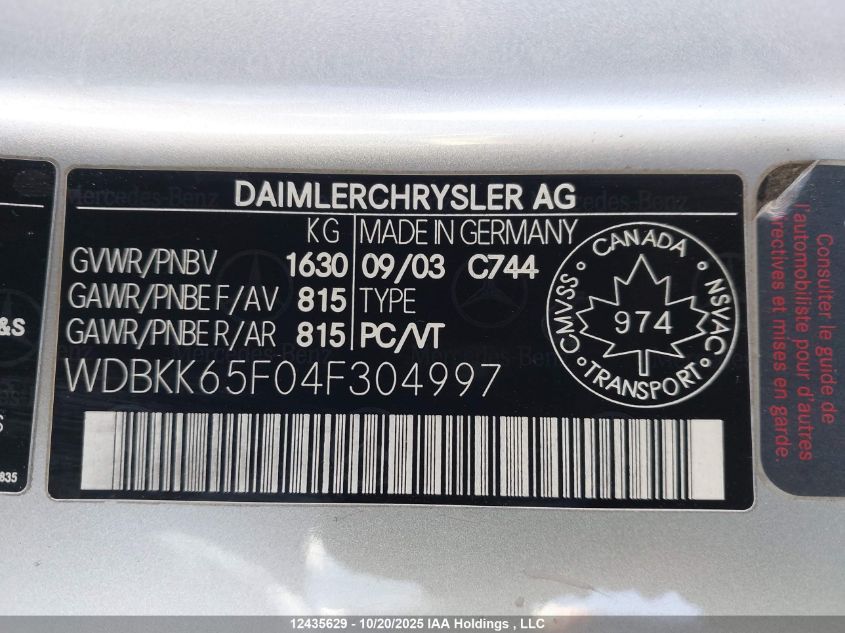 DAIMLERCHRYSLER AG
KG MADE IN GERMANY
GVWR/PNBV 1630 09/03 C744
GAWR/PNBE F/AV 815 TYPE
GAWR/PNBE R/AR 815 PC/VT
WDBKK65F04F304997
CANADA
CMVSS 974 NSVAC
TRANSPORT
&S
S
835
Consulter le guide de
l'automobiliste pour d'autres
directives et mises en garde.
12435629 - 10/20/2025 IAA Holdings , LLC